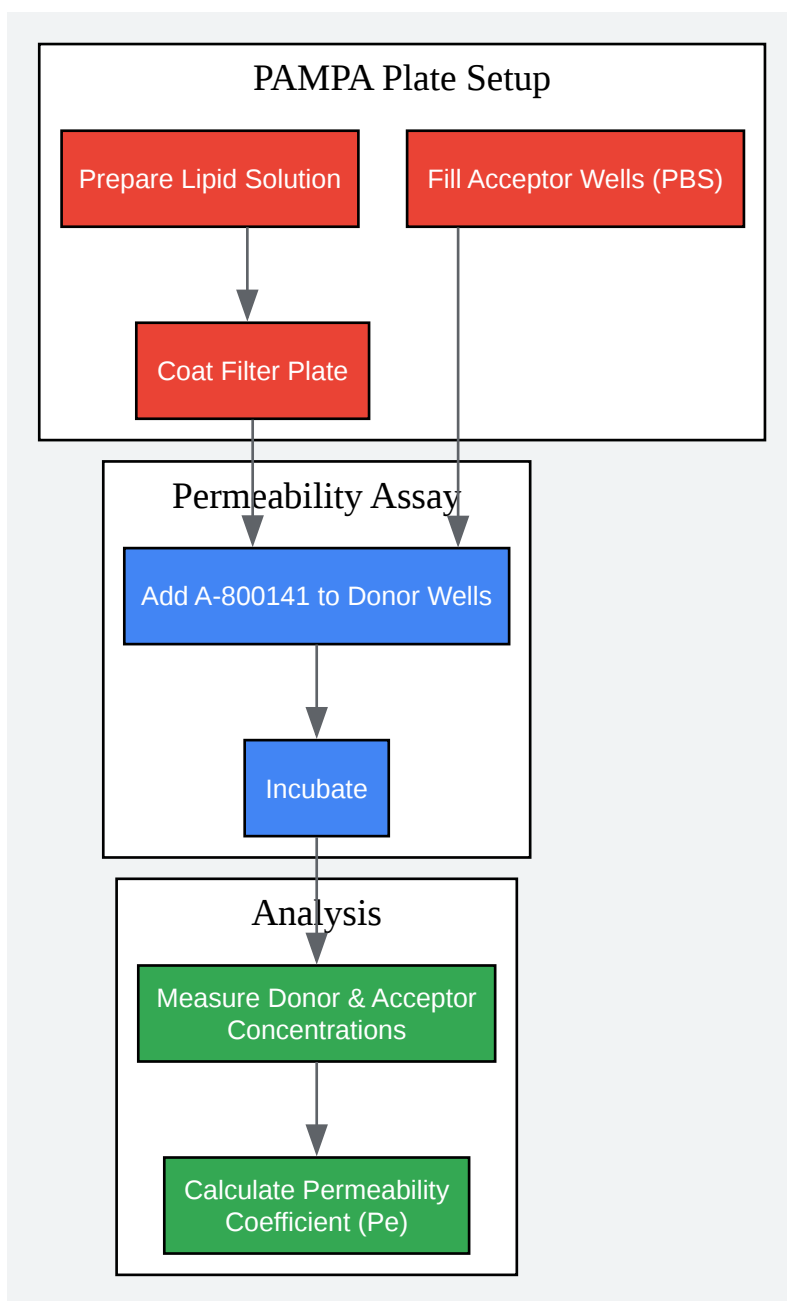 PAMPA Plate Setup
Prepare Lipid Solution
Fill Acceptor Wells (PBS)
Coat Filter Plate
Permeability Assay
Add A-800141 to Donor Wells
Incubate
Analysis
Measure Donor & Acceptor
Concentrations
Calculate Permeability
Coefficient (Pe)